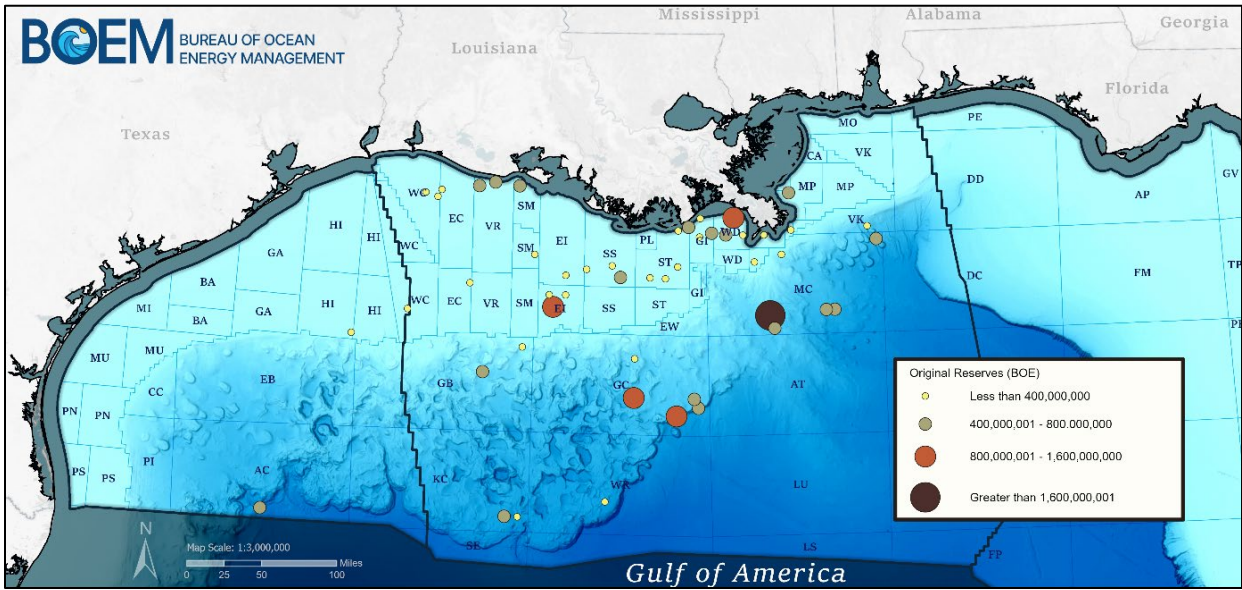 BOEM
BUREAU OF OCEAN
ENERGY MANAGEMENT
Mississippi
Alabama
Georgia
Louisiana
Florida
Texas
MO
PE
CA
VK
DD
AP
GV
WC
EC
VR
SM
MP
MP
HI
HI
GA
WC
SM
EI
SS
PL
ST
GI
WD
WD
VK
BA
MI
BA
GA
HI
HI
WC
EC
VR
SM
EI
SS
ST
GI
EW
MC
DC
FM
TP
MU
MU
CC
EB
GB
GC
AT
PN
PN
PS
PS
PI
AC
KC
WR
LU
SE
LS
FP
Original Reserves (BOE)
Less than 400,000,000
400,000,001 - 800.000,000
800,000,001 - 1,600,000,000
Greater than 1,600,000,001
N
Map Scale: 1:3,000,000
Miles
0 25 50 100
Gulf of America